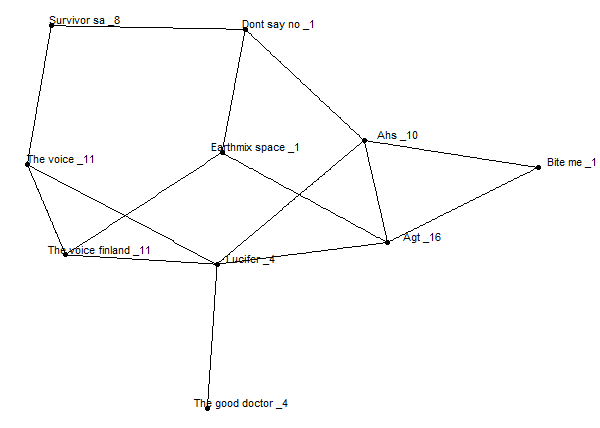 Survivor sa _8
Dont say no _1
Ahs _10
Earthmix space _1
The voice _11
Bite me _1
Agt _16
The voice finland _11
Lucifer _4
The good doctor _4